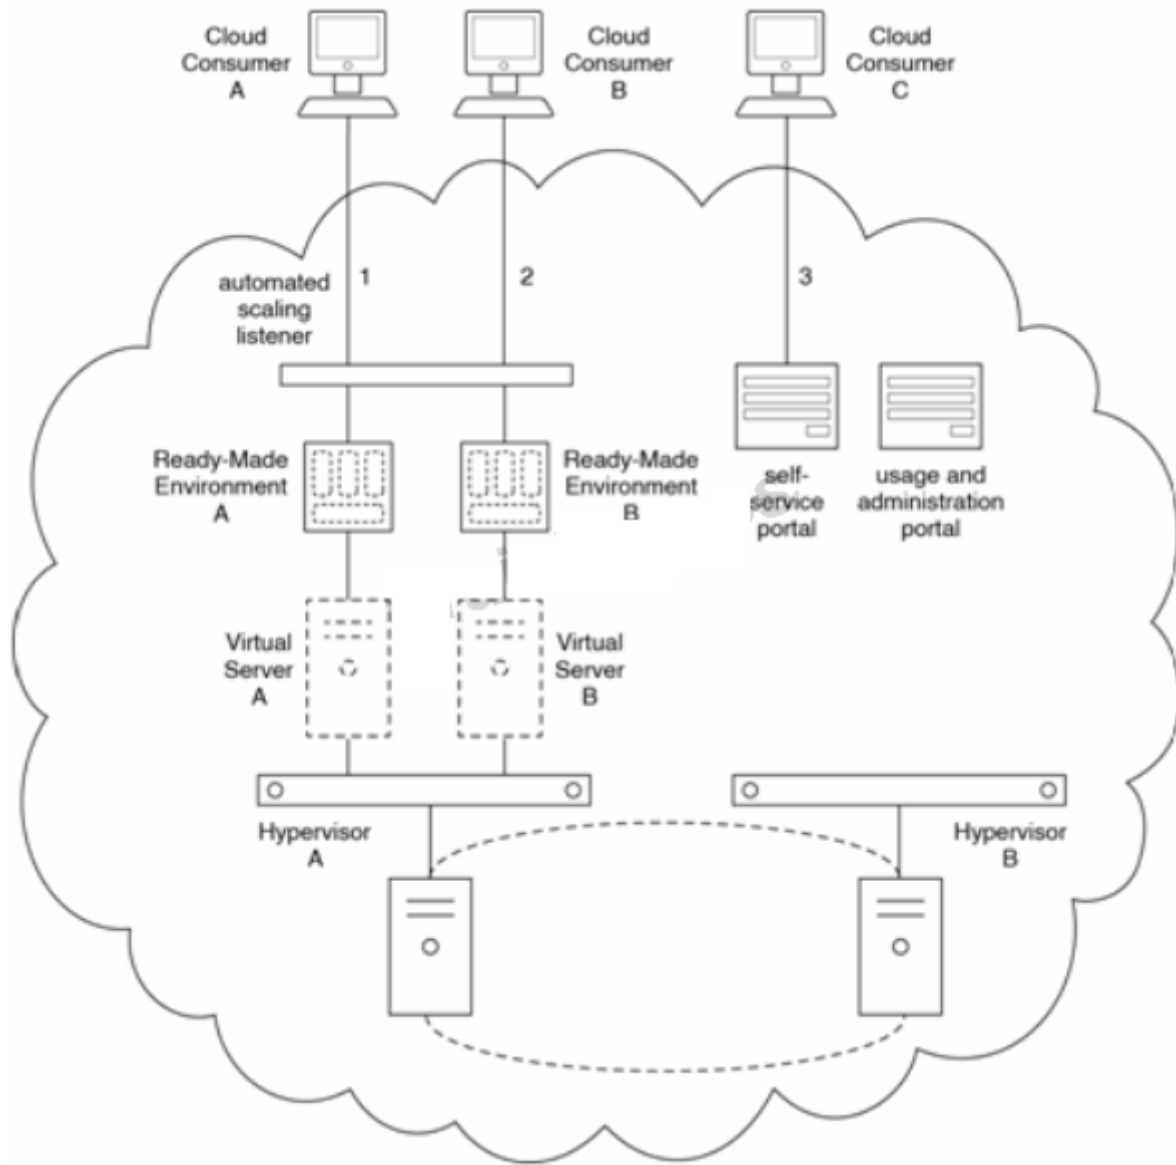 Cloud
Consumer
A
Cloud
Consumer
B
Cloud
Consumer
C
1
2
3
automated
scaling
listener
Ready-Made
Environment
A
Ready-Made
Environment
B
self-
service
portal
usage and
administration
portal
Virtual
Server
A
Virtual
Server
B
Hypervisor
A
Hypervisor
B